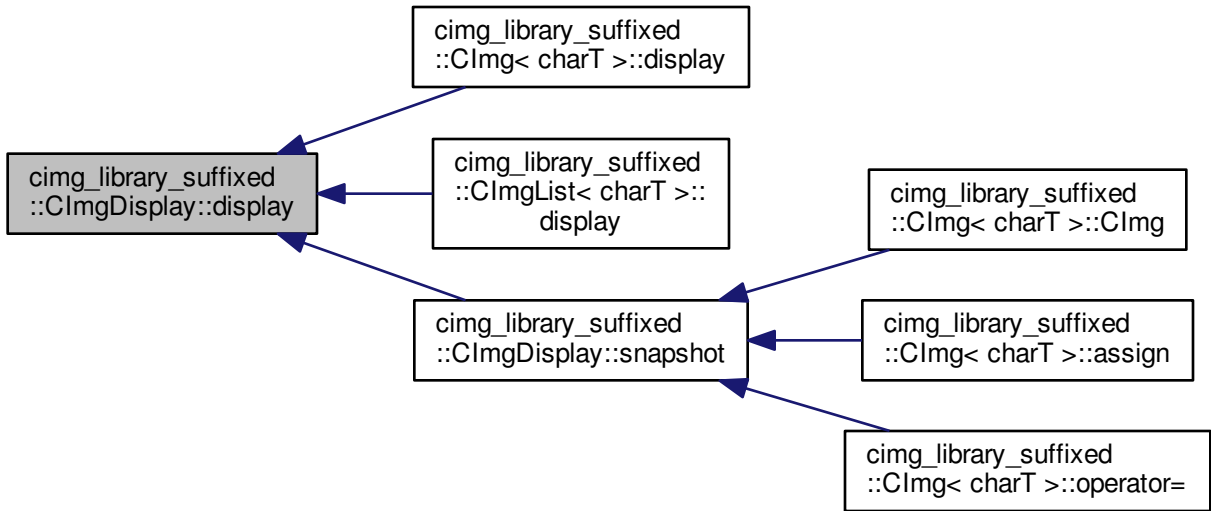 cimg_library_suffixed
::CImg< charT >::display
cimg_library_suffixed
::CImgDisplay::display
cimg_library_suffixed
::CImgList< charT >::
display
cimg_library_suffixed
::CImg< charT >::CImg
cimg_library_suffixed
::CImgDisplay::snapshot
cimg_library_suffixed
::CImg< charT >::assign
cimg_library_suffixed
::CImg< charT >::operator=